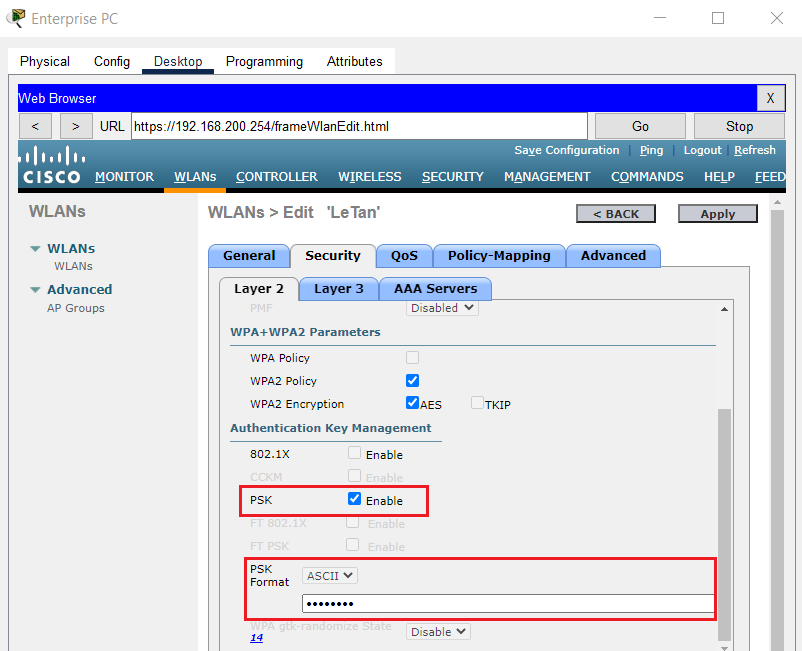 Enterprise PC
Physical Config Desktop Programming Attributes
Web Browser X
< > URL https://192.168.200.254/frameWlanEdit.html Go Stop
Save Configuration | Ping | Logout | Refresh
CISCO MONITOR WLANs CONTROLLER WIRELESS SECURITY MANAGEMENT COMMANDS HELP FEED
WLANs
WLANs > Edit 'LeTan' < BACK Apply
WLANs
WLANs
Advanced
AP Groups
General Security QoS Policy-Mapping Advanced
Layer 2 Layer 3 AAA Servers
PMF Disabled
WPA+WPA2 Parameters
WPA Policy
WPA2 Policy
WPA2 Encryption AES TKIP
Authentication Key Management
802.1X Enable
CCKM Enable
PSK Enable
FT 802.1X Enable
FT PSK Enable
PSK
Format ASCII
••••••••
WPA gtk-randomize State Disable
14